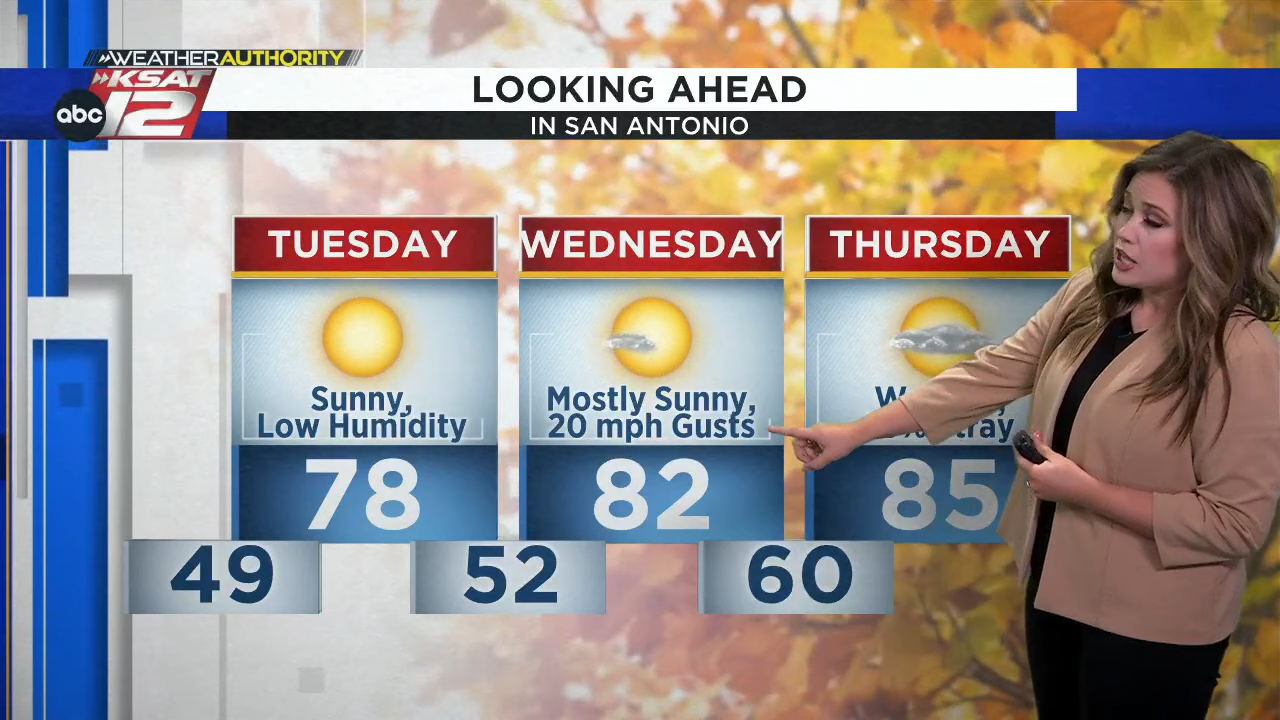 WEATHERAUTHORITY
KSAT
abc
12
LOOKING AHEAD
IN SAN ANTONIO
TUESDAY
WEDNESDAY
THURSDAY
Sunny,
Low Humidity
Mostly Sunny,
20 mph Gusts
78
82
85
49
52
60